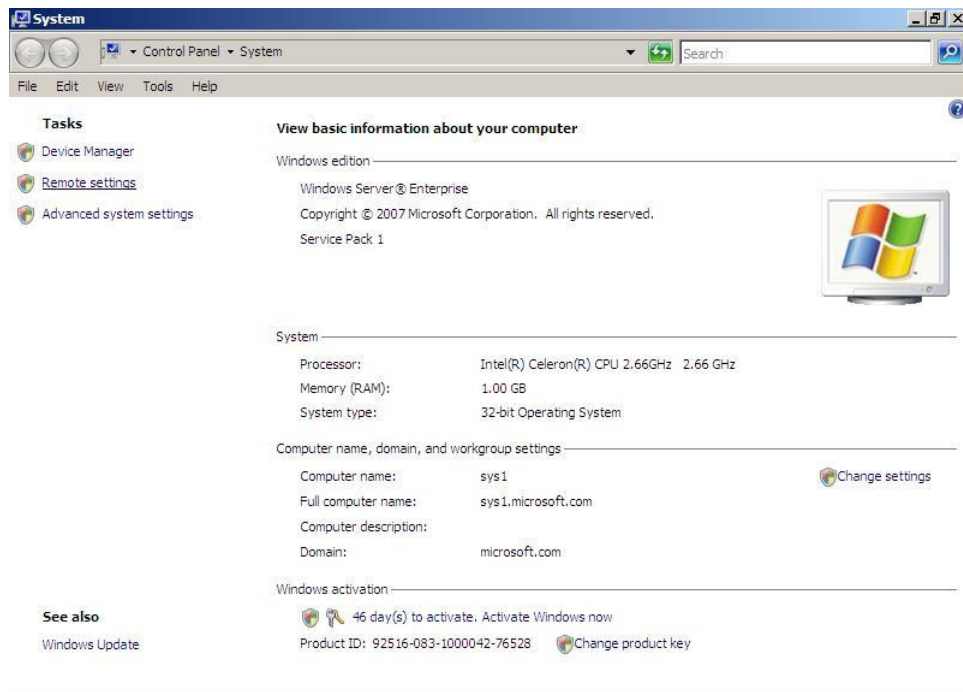 System
Control Panel System
Search
File Edit View Tools Help
Tasks
Device Manager
Remote settings
Advanced system settings
See also
Windows Update
View basic information about your computer
Windows edition
Windows Server® Enterprise
Copyright © 2007 Microsoft Corporation. All rights reserved.
Service Pack 1
System
Processor: Intel(R) Celeron(R) CPU 2.66GHz 2.66 GHz
Memory (RAM): 1.00 GB
System type: 32-bit Operating System
Computer name, domain, and workgroup settings
Computer name: sys1 Change settings
Full computer name: sys1.microsoft.com
Computer description:
Domain: microsoft.com
Windows activation
46 day(s) to activate. Activate Windows now
Product ID: 92516-083-1000042-76528 Change product key